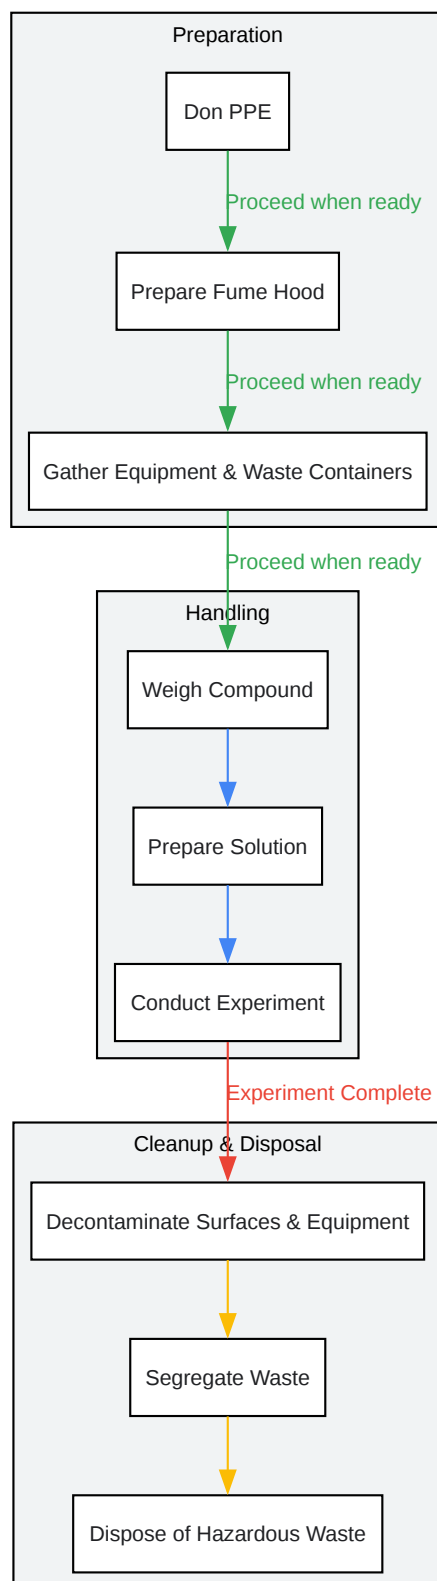 Preparation
Don PPE
Proceed when ready
Prepare Fume Hood
Proceed when ready
Gather Equipment & Waste Containers
Proceed when ready
Handling
Weigh Compound
Prepare Solution
Conduct Experiment
Experiment Complete
Cleanup & Disposal
Decontaminate Surfaces & Equipment
Segregate Waste
Dispose of Hazardous Waste